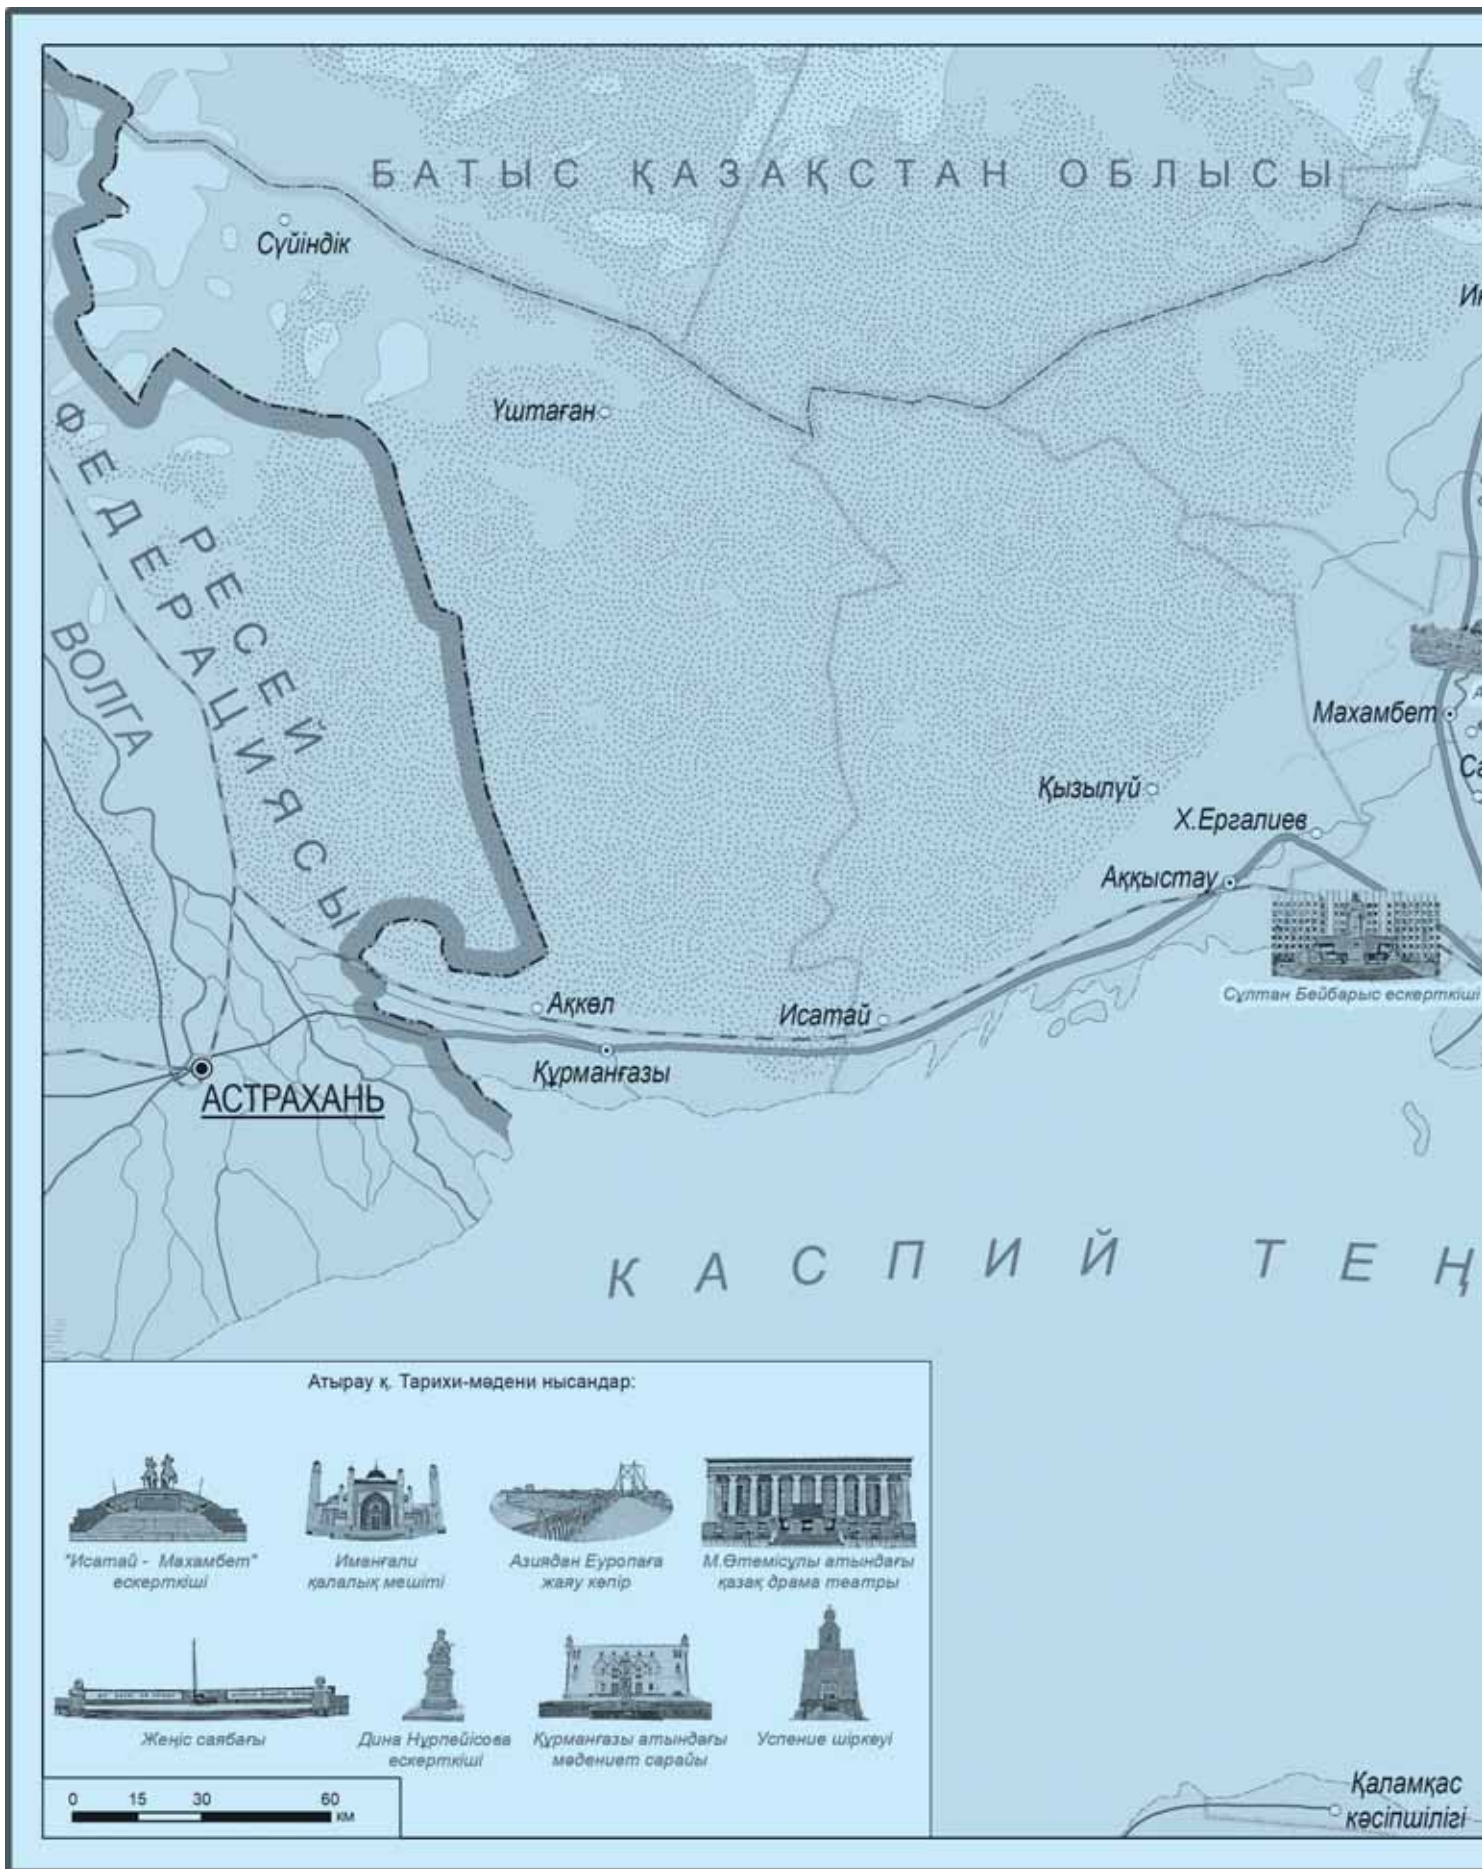 БАТЫС ҚАЗАҚСТАН ОБЛЫСЫ
Сүйіндік
Үштаған
РЕСЕЙ
ФЕДЕРАЦИЯСЫ
ВОЛГА
Махамбет
Қызылүй
Х.Ергалиев
Аққыстау
Сұлтан Бейбарыс ескерткіші
Ақкөл
Исатай
Құрманғазы
АСТРАХАНЬ
КАСПИЙ ТЕҢ
Атырау қ. Тарихи-мәдени нысандар:
"Исатай - Махамбет"
ескерткіші
Иманғали
қалалық мешіті
Азиядан Еуропаға
жаяу көпір
М.Өтемісұлы атындағы
қазақ драма театры
Жеңіс саябағы
Дина Нұрпейісова
ескерткіші
Құрманғазы атындағы
мәдениет сарайы
Успение шіркеуі
0 15 30 60
км
Қаламқас
кәсіпшілігі